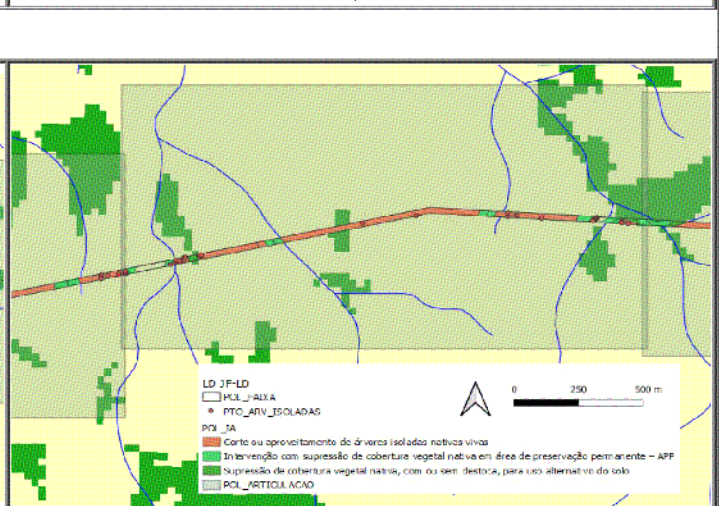 0 250 500 m
LD JF-LD
POL_FAIXA
PTO_ARV_ISOLADAS
POL_IA
Corte ou aproveitamento de árvores isoladas nativas vivas
Intervenção com supressão de cobertura vegetal nativa em área de preservação permanente – APP
Supressão de cobertura vegetal nativa, com ou sem destoca, para uso alternativo do solo
POL_ARTICULACAO